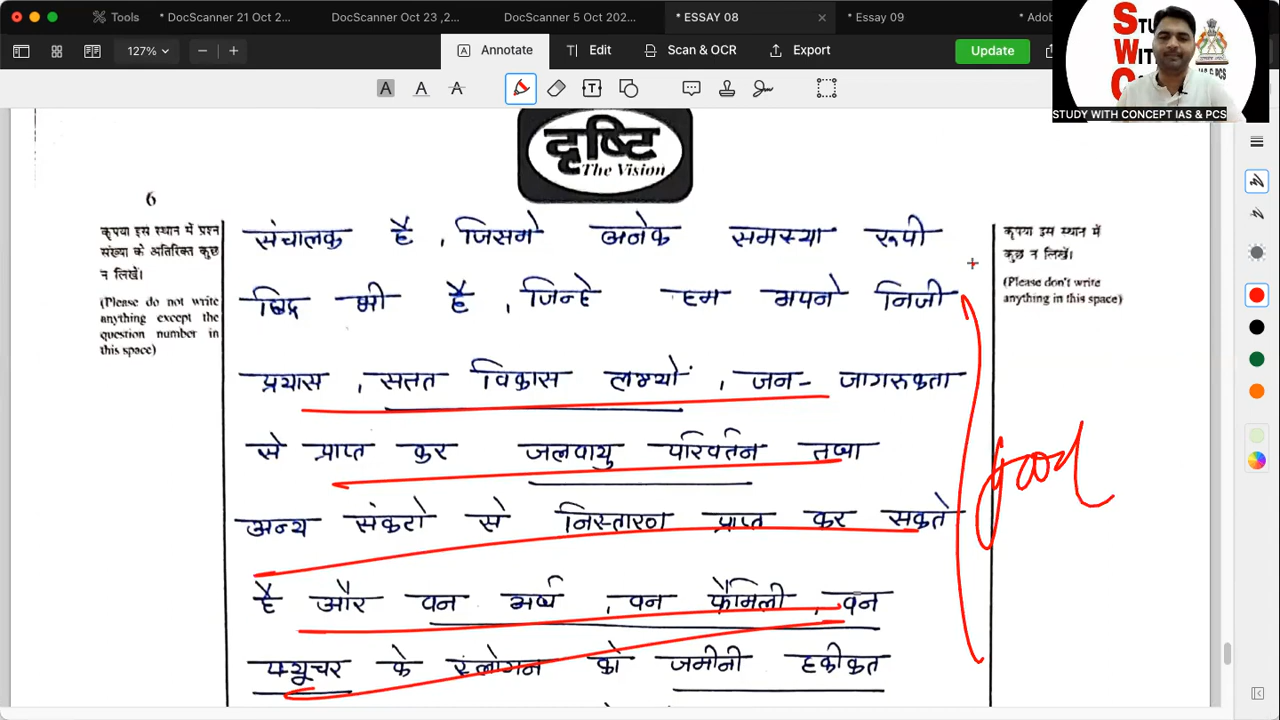 Tools
* DocScanner 21 Oct 2...
DocScanner Oct 23 ,2...
DocScanner 5 Oct 202...
* ESSAY 08
* Essay 09
* Adob
127%
Annotate
Edit
Scan & OCR
Export
Update
STUDY WITH CONCEPT IAS & PCS
दृष्टि
The Vision
6
कृपया इस स्थान में प्रश्न
संख्या के अतिरिक्त कुछ
न लिखें।
(Please do not write
anything except the
question number in
this space)
संचालक है , जिसमे अनेक समस्या रूपी
छिद्र भी है , जिन्हे हम अपने निजी
प्रयास , सतत विकास लक्ष्यों , जन- जागरुकता
से प्राप्त कर जलवायु परिवर्तन तथा
अन्य संकटो से निस्तारन प्राप्त कर सकते
है और वन अर्थ , वन फैमिली , वन
फ्यूचर के स्लोगन को जमीनी हकीकत
कृपया इस स्थान में
कुछ न लिखें।
(Please don't write
anything in this space)
Good